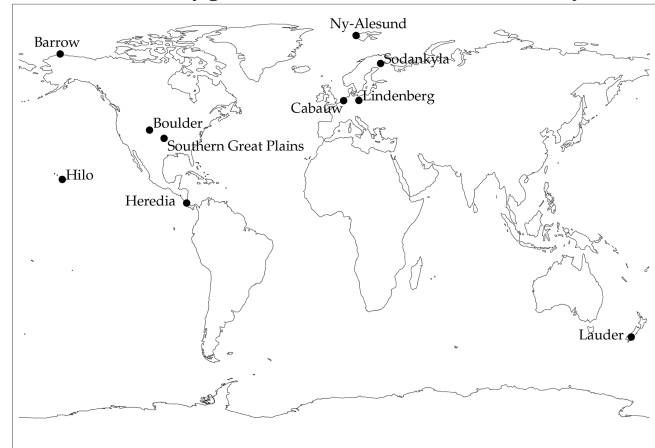 Ny-Alesund
Barrow
Sodankyla
Cabauw
Lindenberg
Boulder
Southern Great Plains
Hilo
Heredia
Lauder